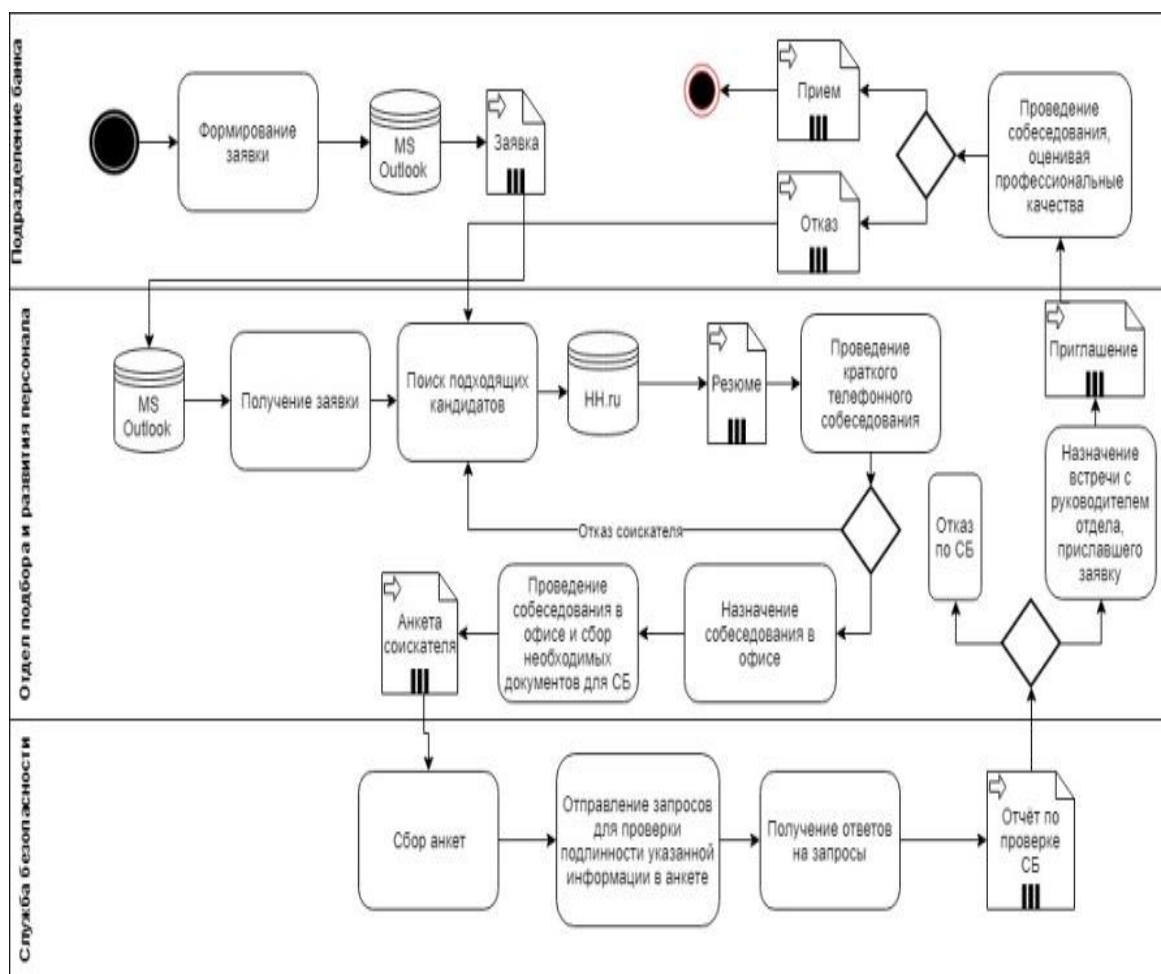 Подразделение банка
Формирование
заявки
MS
Outlook
Заявка
Прием
Отказ
Проведение
собеседования,
оценивая
профессиональные
качества
Отдел подбора и развития персонала
MS
Outlook
Получение заявки
Поиск подходящих
кандидатов
HH.ru
Резюме
Проведение
краткого
телефонного
собеседования
Приглашение
Отказ соискателя
Отказ
по СБ
Назначение
встречи с
руководителем
отдела,
приславшего
заявку
Анкета
соискателя
Проведение
собеседования в
офисе и сбор
необходимых
документов для СБ
Назначение
собеседования в
офисе
Служба безопасности
Сбор анкет
Отправление запросов
для проверки
подлинности указанной
информации в анкете
Получение ответов
на запросы
Отчёт по
проверке
СБ